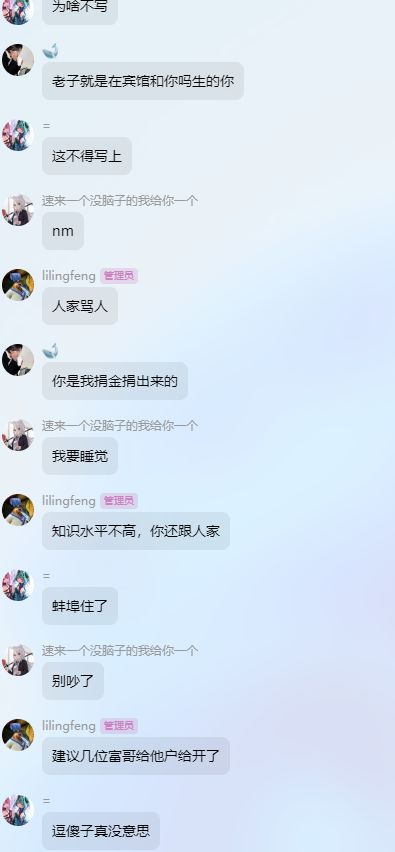 为啥不写
老子就是在宾馆和你吗生的你
=
这不得写上
速来一个没脑子的我给你一个
nm
lilingfeng 管理员
人家骂人
你是我捐金捐出来的
速来一个没脑子的我给你一个
我要睡觉
lilingfeng 管理员
知识水平不高，你还跟人家
=
蚌埠住了
速来一个没脑子的我给你一个
别吵了
lilingfeng 管理员
建议几位富哥给他户给开了
=
逗傻子真没意思